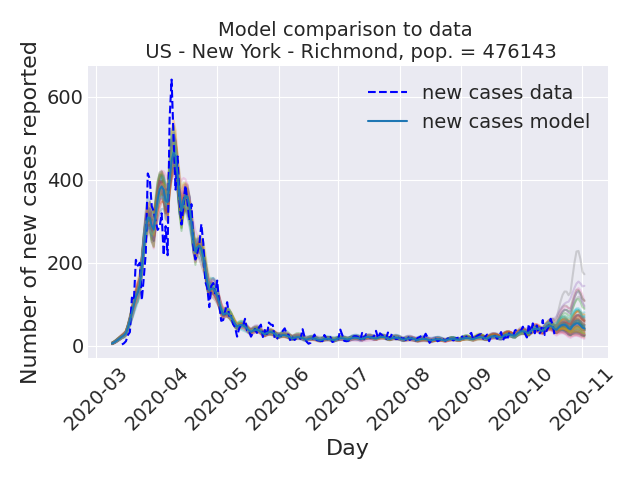 Model comparison to data
US - New York - Richmond, pop. = 476143
Number of new cases reported
600
400
200
0
new cases data
new cases model
2020-03
2020-04
2020-05
2020-06
2020-07
2020-08
2020-09
2020-10
2020-11
Day